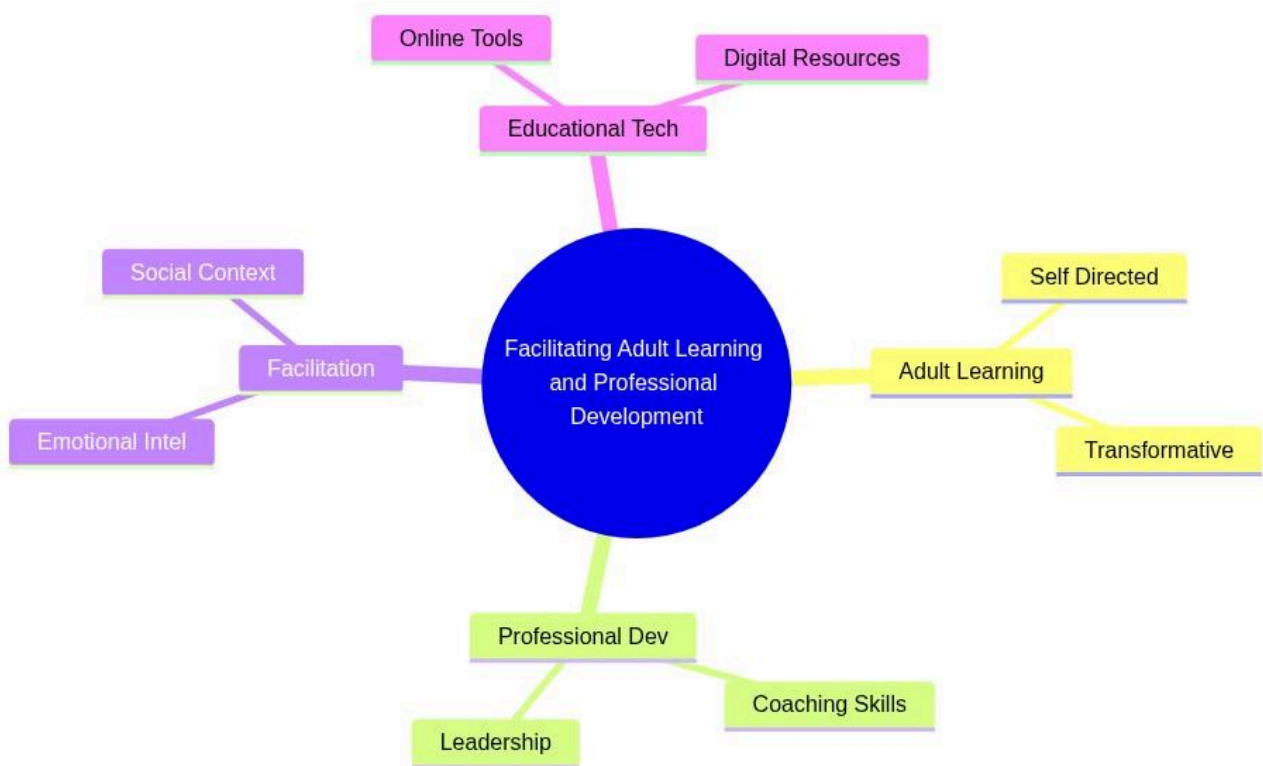 Online Tools
Digital Resources
Educational Tech
Social Context
Self Directed
Facilitating Adult Learning
and Professional
Development
Facilitation
Adult Learning
Emotional Intel
Transformative
Professional Dev
Coaching Skills
Leadership